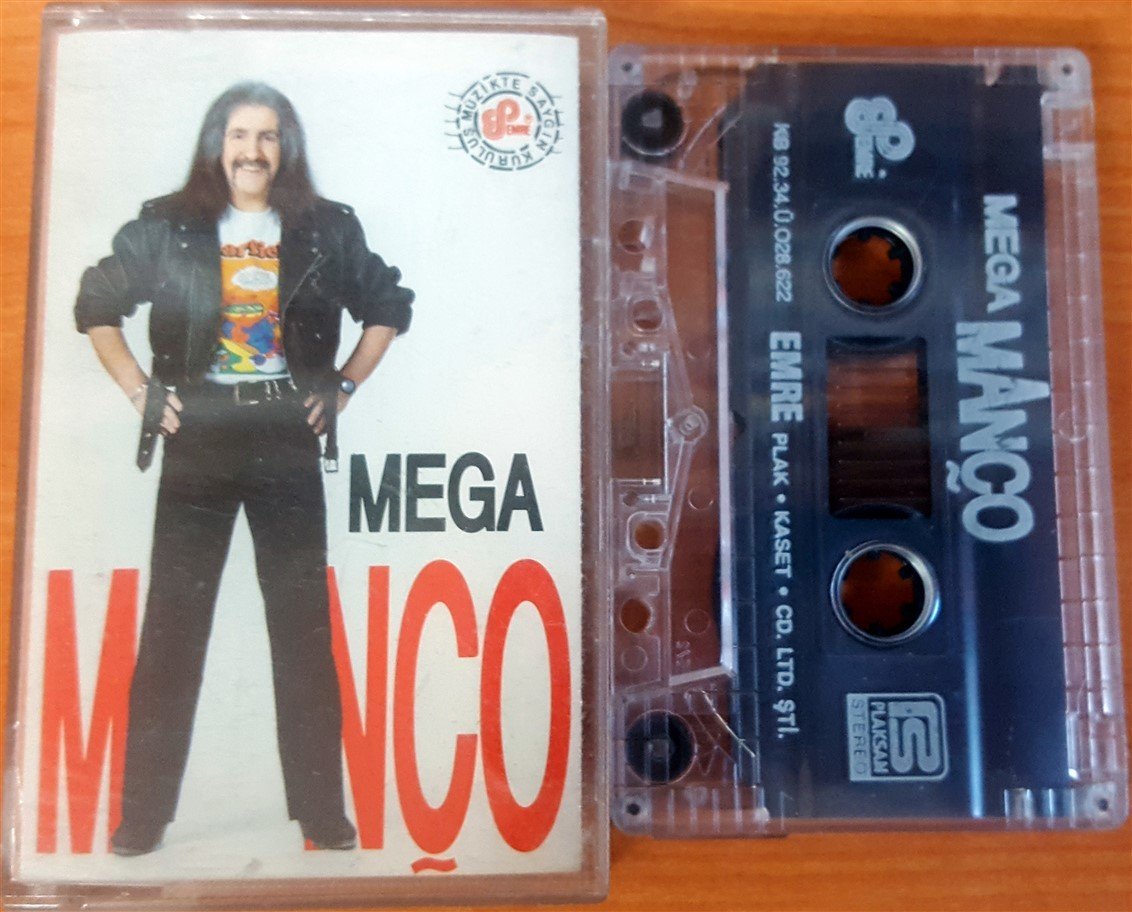 MÜZİKTE SAYGIN KURULUŞ
EMRE
MEGA
MANÇO
EMRE
MEGA MANÇO
KB 92.34.Ü.028.622
EMRE PLAK • KASET • CD. LTD. ŞTİ.
PLAKSAN
STEREO